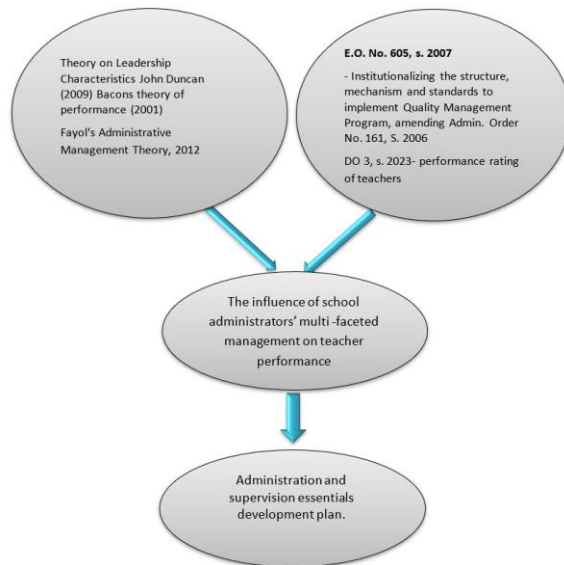 Theory on Leadership
Characteristics John Duncan
(2009) Bacons theory of
performance (2001)
Fayol's Administrative
Management Theory, 2012
E.O. No. 605, s. 2007
- Institutionalizing the structure,
mechanism and standards to
implement Quality Management
Program, amending Admin. Order
No. 161, S. 2006
DO 3, s. 2023- performance rating
of teachers
The influence of school
administrators' multi -faceted
management on teacher
performance
Administration and
supervision essentials
development plan.